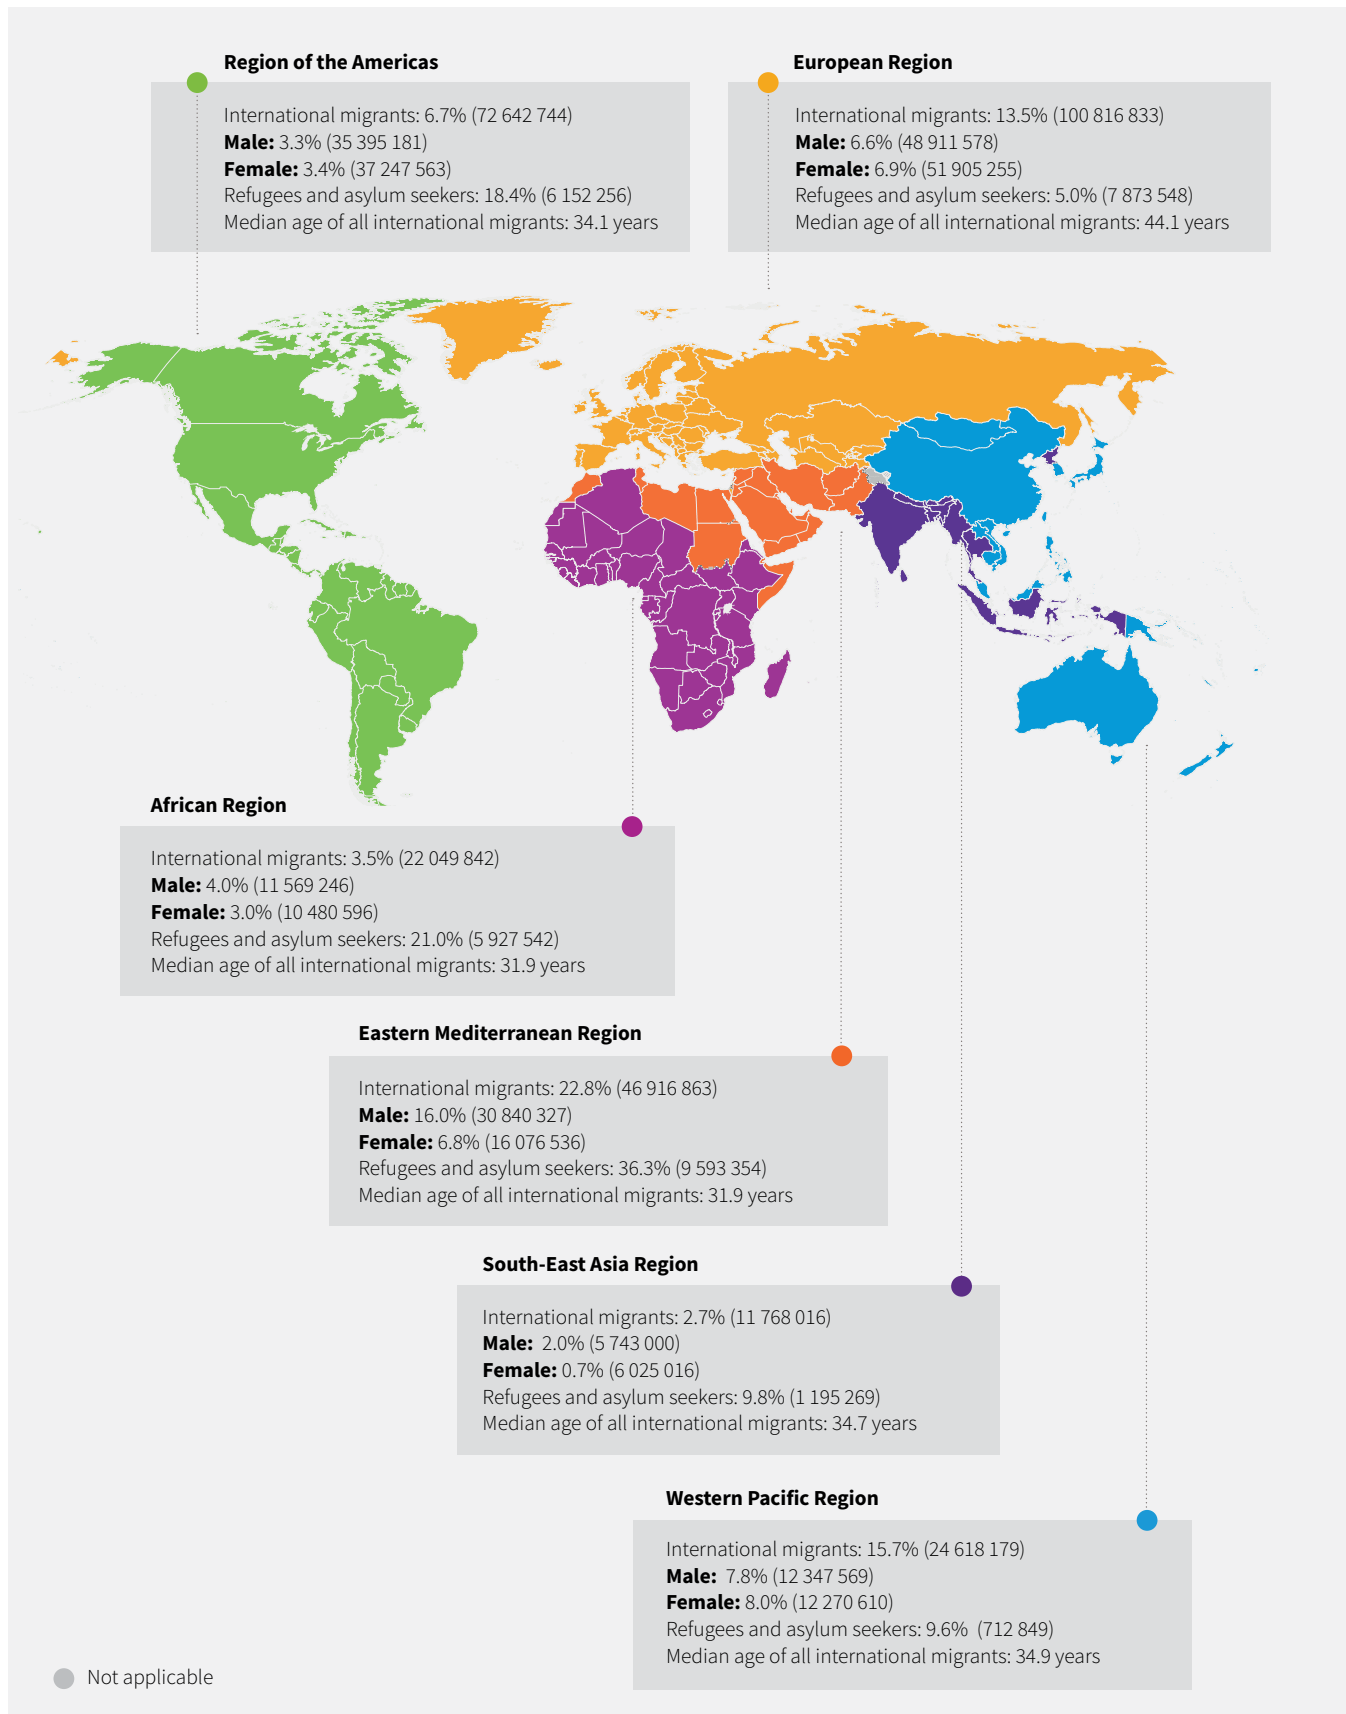 Region of the Americas
International migrants: 6.7% (72 642 744)
Male: 3.3% (35 395 181)
Female: 3.4% (37 247 563)
Refugees and asylum seekers: 18.4% (6 152 256)
Median age of all international migrants: 34.1 years
European Region
International migrants: 13.5% (100 816 833)
Male: 6.6% (48 911 578)
Female: 6.9% (51 905 255)
Refugees and asylum seekers: 5.0% (7 873 548)
Median age of all international migrants: 44.1 years
African Region
International migrants: 3.5% (22 049 842)
Male: 4.0% (11 569 246)
Female: 3.0% (10 480 596)
Refugees and asylum seekers: 21.0% (5 927 542)
Median age of all international migrants: 31.9 years
Eastern Mediterranean Region
International migrants: 22.8% (46 916 863)
Male: 16.0% (30 840 327)
Female: 6.8% (16 076 536)
Refugees and asylum seekers: 36.3% (9 593 354)
Median age of all international migrants: 31.9 years
South-East Asia Region
International migrants: 2.7% (11 768 016)
Male: 2.0% (5 743 000)
Female: 0.7% (6 025 016)
Refugees and asylum seekers: 9.8% (1 195 269)
Median age of all international migrants: 34.7 years
Western Pacific Region
International migrants: 15.7% (24 618 179)
Male: 7.8% (12 347 569)
Female: 8.0% (12 270 610)
Refugees and asylum seekers: 9.6% (712 849)
Median age of all international migrants: 34.9 years
Not applicable